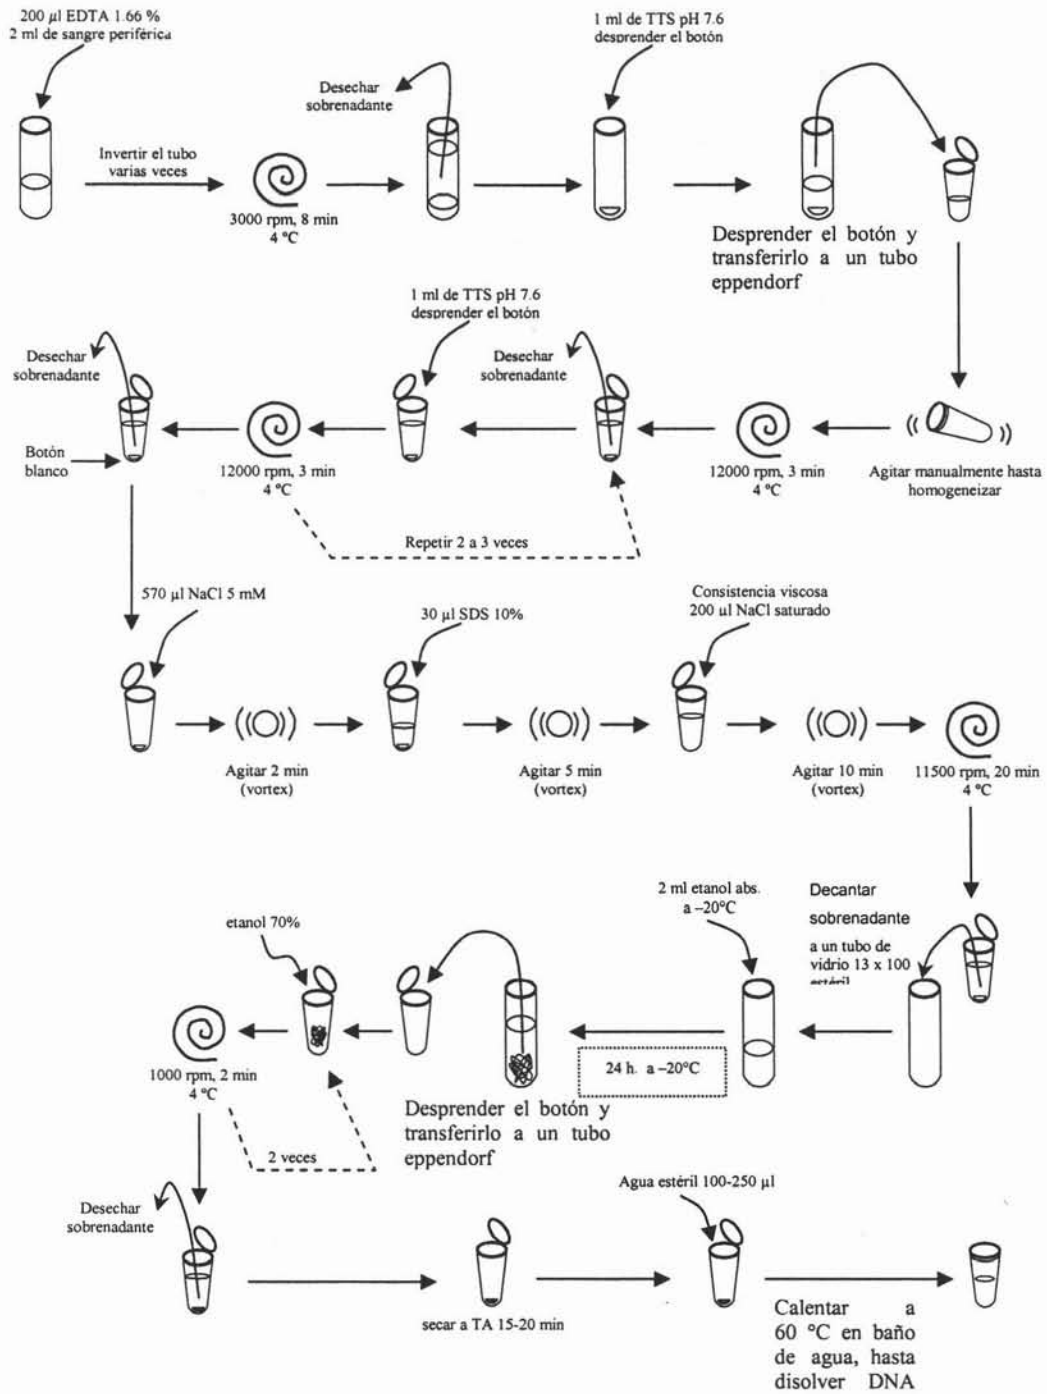 200 µl EDTA 1.66 %
2 ml de sangre periférica
1 ml de TTS pH 7.6
desprender el botón
Desechar
sobrenadante
Invertir el tubo
varias veces
3000 rpm, 8 min
4 ºC
Desprender el botón y
transferirlo a un tubo
eppendorf
1 ml de TTS pH 7.6
desprender el botón
Desechar
sobrenadante
Desechar
sobrenadante
Botón
blanco
12000 rpm, 3 min
4 ºC
12000 rpm, 3 min
4 ºC
Agitar manualmente hasta
homogeneizar
Repetir 2 a 3 veces
570 µl NaCl 5 mM
30 µl SDS 10%
Consistencia viscosa
200 µl NaCl saturado
Agitar 2 min
(vortex)
Agitar 5 min
(vortex)
Agitar 10 min
(vortex)
11500 rpm, 20 min
4 ºC
2 ml etanol abs.
a –20°C
Decantar
sobrenadante
a un tubo de
vidrio 13 x 100
estéril
etanol 70%
24 h. a –20°C
1000 rpm, 2 min
4 ºC
Desprender el botón y
transferirlo a un tubo
eppendorf
2 veces
Desechar
sobrenadante
Agua estéril 100-250 µl
secar a TA 15-20 min
Calentar a
60 °C en baño
de agua, hasta
disolver DNA